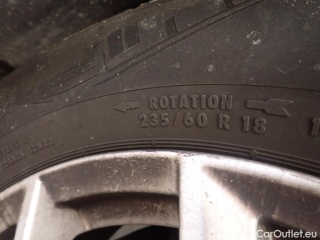 ROTATION
235/60 R 18
CarOutlet.eu